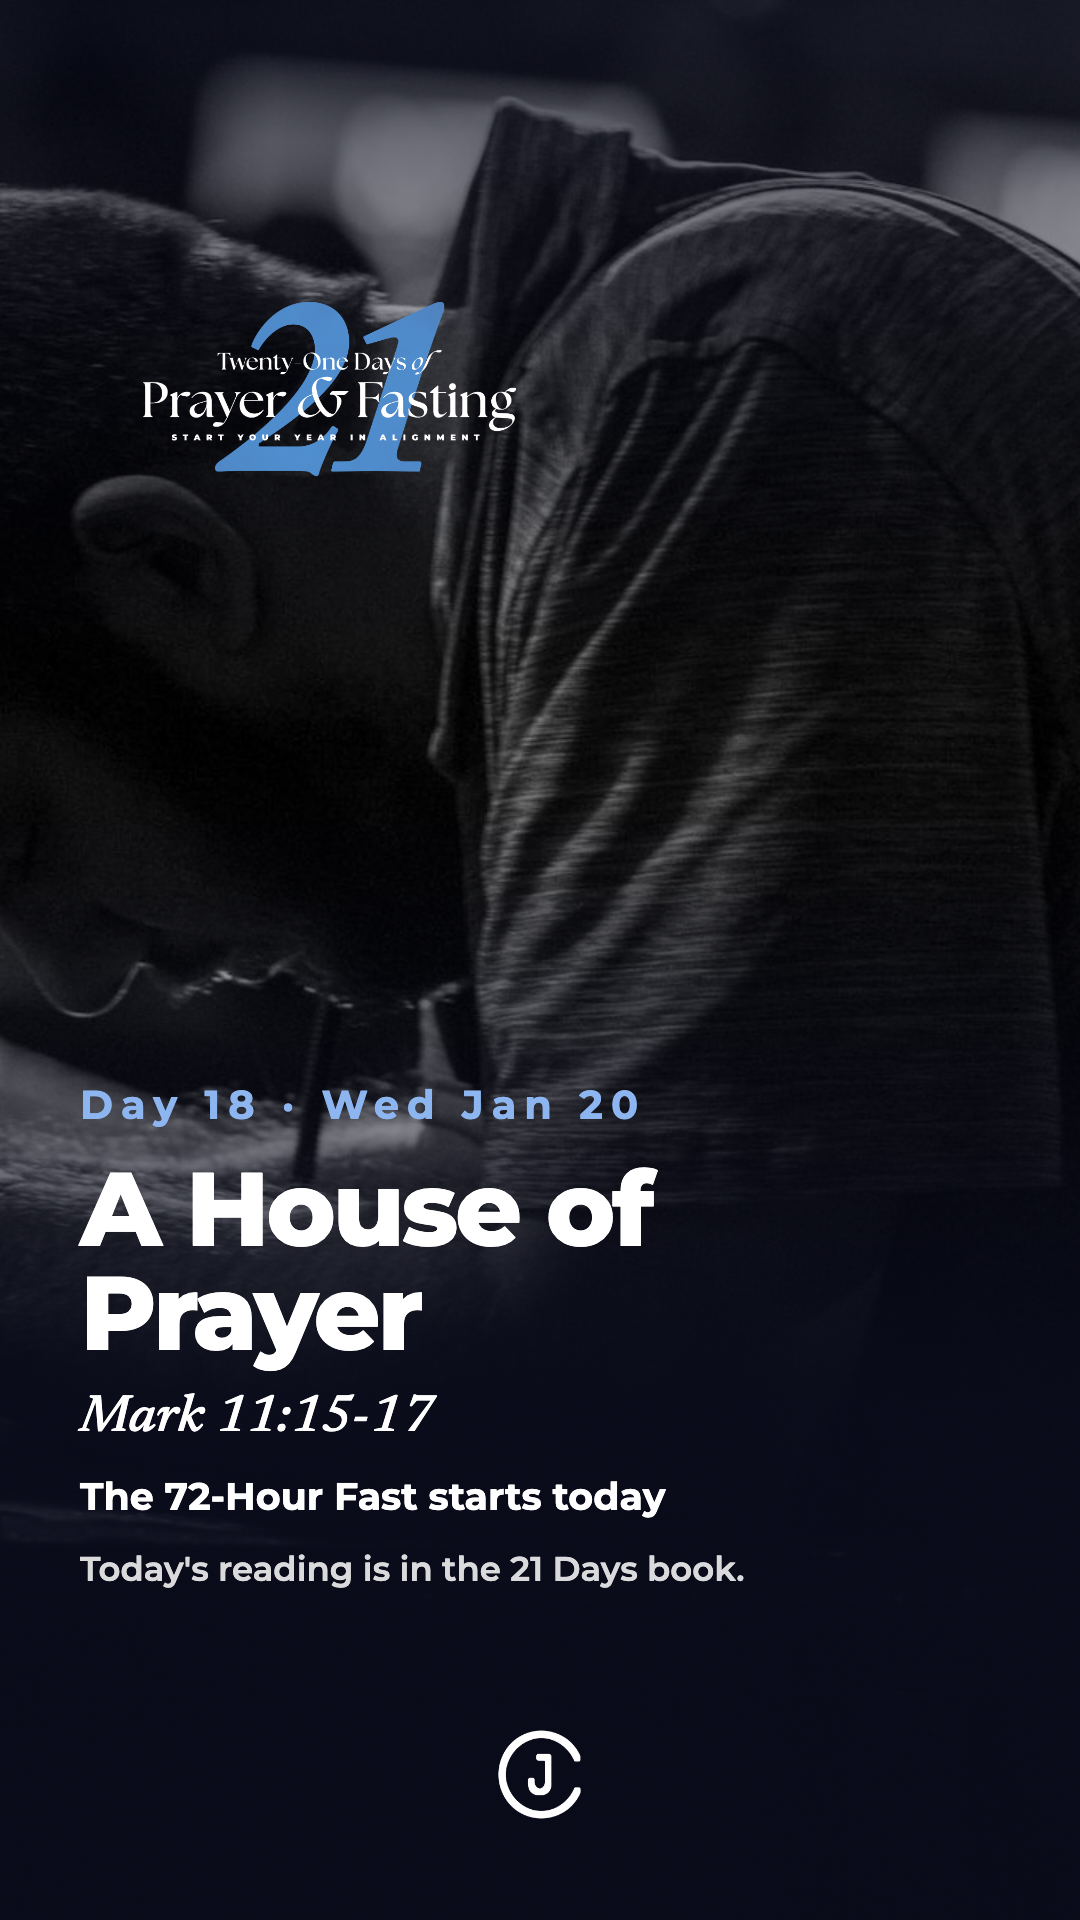 21
Twenty-One Days of
Prayer & Fasting
START YOUR YEAR IN ALIGNMENT
Day 18 · Wed Jan 20
A House of
Prayer
Mark 11:15-17
The 72-Hour Fast starts today
Today's reading is in the 21 Days book.
CJ